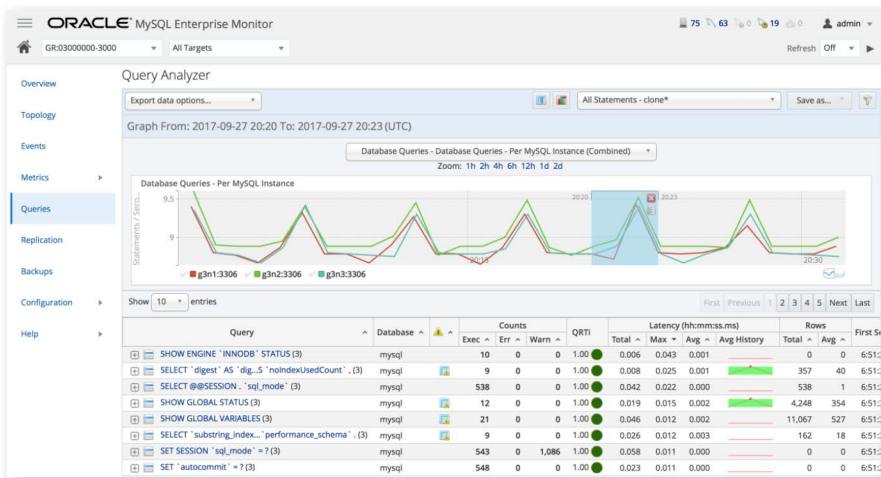 ORACLE MySQL Enterprise Monitor
75 63 0 19 0 admin
GR:03000000-3000 All Targets Refresh Off
Overview
Topology
Events
Metrics
Queries
Replication
Backups
Configuration
Help
Query Analyzer
Export data options... All Statements - clone* Save as...
Graph From: 2017-09-27 20:20 To: 2017-09-27 20:23 (UTC)
Database Queries - Database Queries - Per MySQL Instance (Combined)
Zoom: 1h 2h 4h 6h 12h 1d 2d
Database Queries - Per MySQL Instance
Statements / Seco...
9.5
9
20:20 20:23
20:15 20:30
g3n1:3306 g3n2:3306 g3n3:3306
Show 10 entries First Previous 1 2 3 4 5 Next Last
Query Database Counts QRTi Latency (hh:mm:ss.ms) Rows First Se
Exec Err Warn Total Max Avg Avg History Total Avg
SHOW ENGINE `INNODB` STATUS (3) mysql 10 0 0 1.00 0.006 0.043 0.001 0 0 6:51:
SELECT `digest` AS `dig...S `noIndexUsedCount` , (3) mysql 9 0 0 1.00 0.008 0.025 0.001 357 40 6:51:
SELECT @@SESSION . `sql_mode` (3) mysql 538 0 0 1.00 0.042 0.022 0.000 538 1 6:51:
SHOW GLOBAL STATUS (3) mysql 12 0 0 1.00 0.019 0.015 0.002 4,248 354 6:51:
SHOW GLOBAL VARIABLES (3) mysql 21 0 0 1.00 0.046 0.012 0.002 11,067 527 6:51:
SELECT `substring_index...`performance_schema` . (3) mysql 9 0 0 1.00 0.026 0.012 0.003 162 18 6:51:
SET SESSION `sql_mode` = ? (3) mysql 543 0 1,086 1.00 0.058 0.011 0.000 0 0 6:51:
SET `autocommit` = ? (3) mysql 548 0 0 1.00 0.023 0.011 0.000 0 0 6:51: